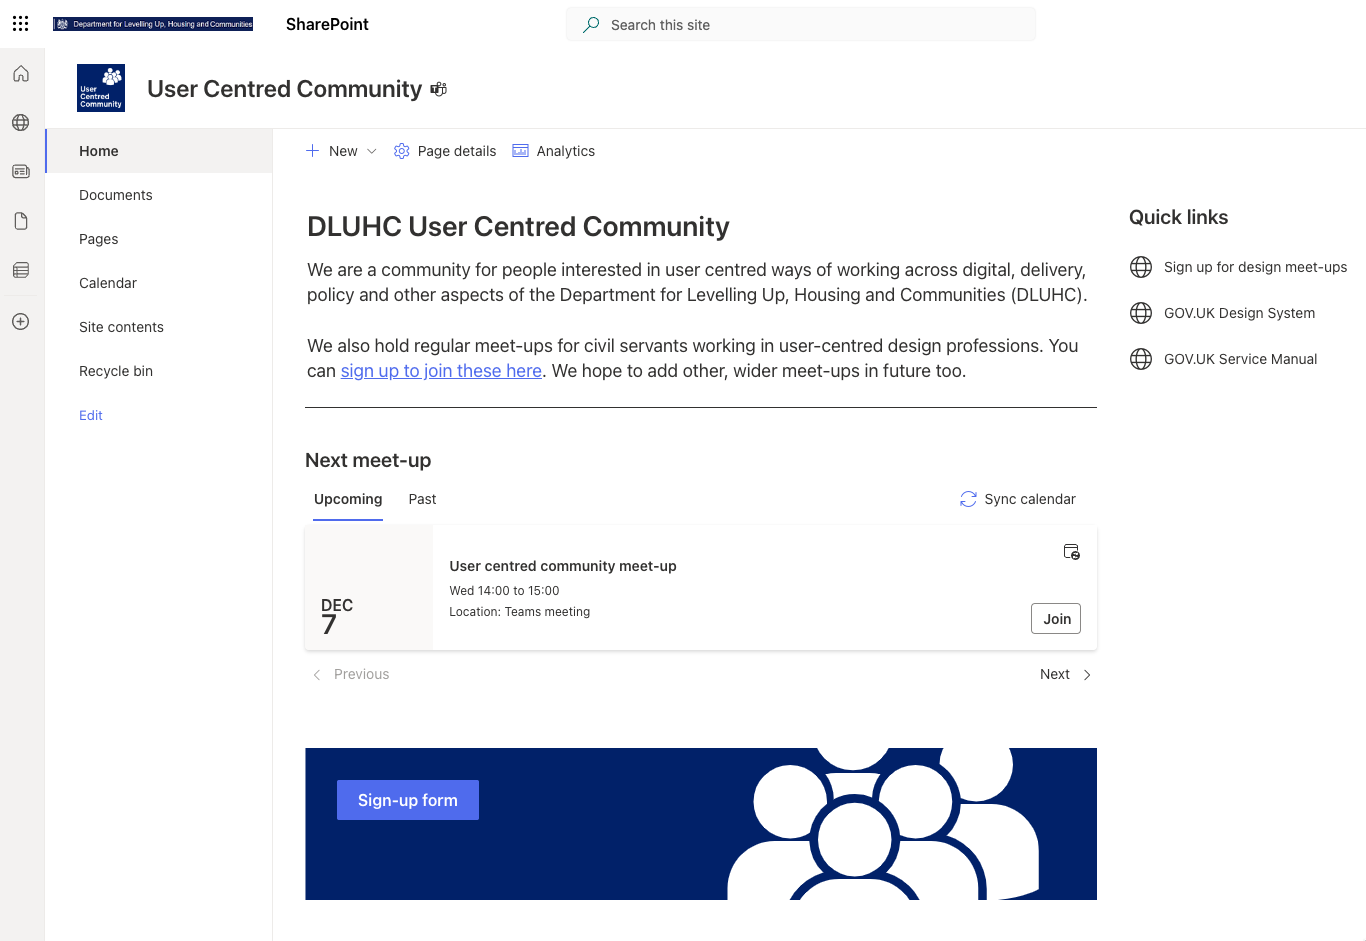 Department for Levelling Up, Housing and Communities
SharePoint
Search this site
User
Centred
Community
User Centred Community
Home
Documents
Pages
Calendar
Site contents
Recycle bin
Edit
New
Page details
Analytics
DLUHC User Centred Community
We are a community for people interested in user centred ways of working across digital, delivery,
policy and other aspects of the Department for Levelling Up, Housing and Communities (DLUHC).
We also hold regular meet-ups for civil servants working in user-centred design professions. You
can sign up to join these here. We hope to add other, wider meet-ups in future too.
Next meet-up
Upcoming
Past
Sync calendar
DEC
7
User centred community meet-up
Wed 14:00 to 15:00
Location: Teams meeting
Join
Previous
Next
Sign-up form
Quick links
Sign up for design meet-ups
GOV.UK Design System
GOV.UK Service Manual